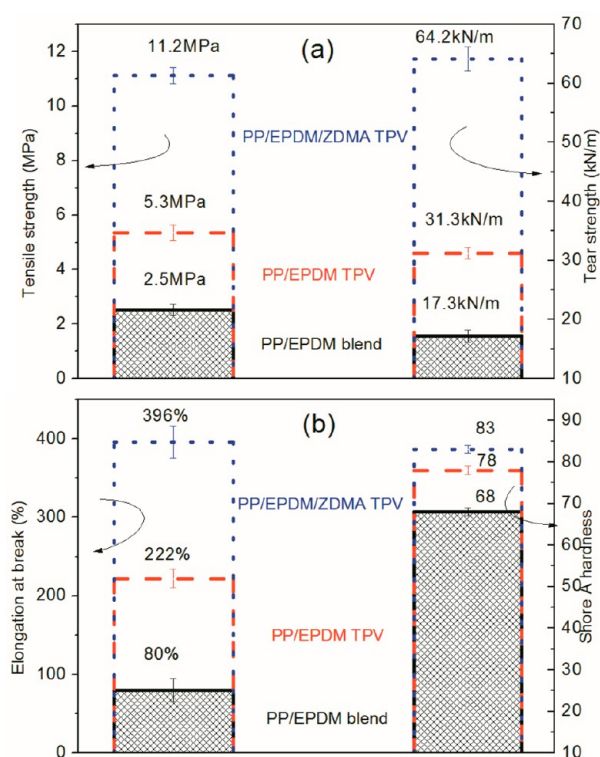 (a)
Tensile strength (MPa)
12
10
8
6
4
2
0
11.2MPa
64.2kN/m
PP/EPDM/ZDMA TPV
5.3MPa
31.3kN/m
PP/EPDM TPV
2.5MPa
17.3kN/m
PP/EPDM blend
70
60
50
40
30
20
10
Tear strength (kN/m)
(b)
Elongation at break (%)
400
300
200
100
0
396%
83
78
PP/EPDM/ZDMA TPV
68
222%
PP/EPDM TPV
80%
PP/EPDM blend
90
80
70
60
50
40
30
20
10
Shore A hardness